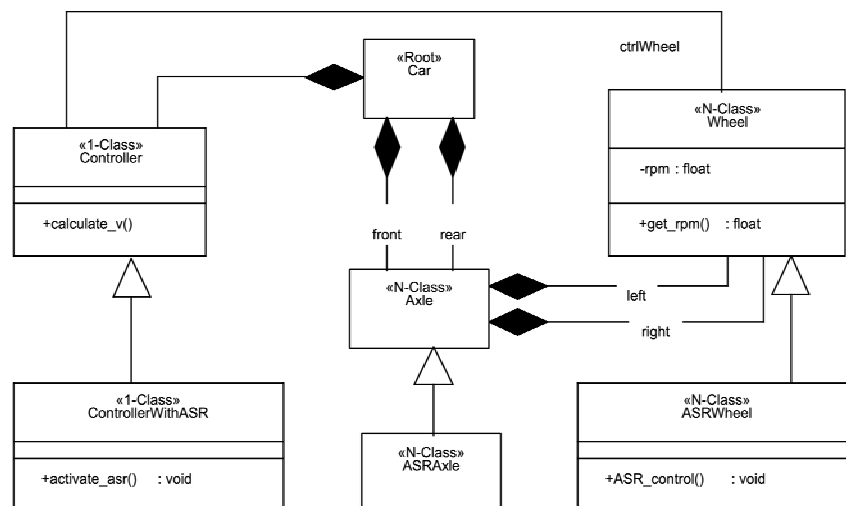 ctrlWheel
«Root»
Car
«1-Class»
Controller
+calculate_v()
«N-Class»
Wheel
-rpm : float
+get_rpm() : float
front
rear
«N-Class»
Axle
left
right
«1-Class»
ControllerWithASR
+activate_asr() : void
«N-Class»
ASRAxle
«N-Class»
ASRWheel
+ASR_control() : void